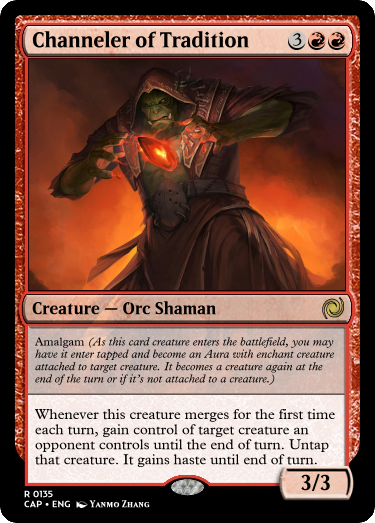 Channeler of Tradition 3
Creature — Orc Shaman
Amalgam (As this card creature enters the battlefield, you may
have it enter tapped and become an Aura with enchant creature
attached to target creature. It becomes a creature again at the
end of the turn or if it's not attached to a creature.)
Whenever this creature merges for the first time
each turn, gain control of target creature an
opponent controls until the end of turn. Untap
that creature. It gains haste until end of turn.
3/3
R 0135
CAP • ENG Yanmo Zhang